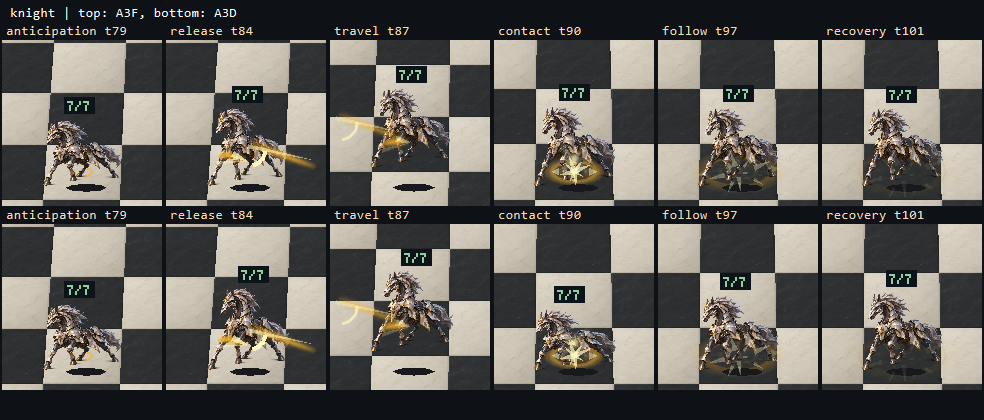 knight | top: A3F, bottom: A3D
anticipation t79 release t84 travel t87 contact t90 follow t97 recovery t101
7/7 7/7 7/7 7/7 7/7 7/7
anticipation t79 release t84 travel t87 contact t90 follow t97 recovery t101
7/7 7/7 7/7 7/7 7/7 7/7